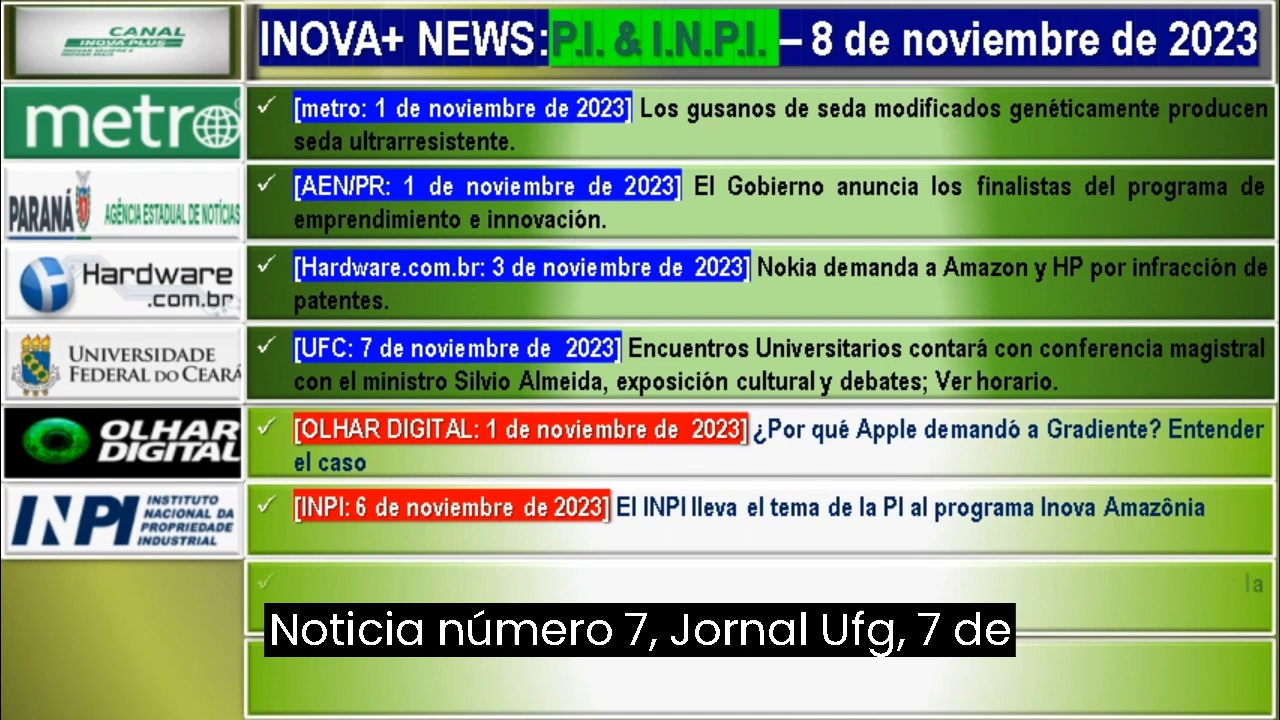 CANAL
INOVA PLUS
INOVA+ NEWS: P.I. & I.N.P.I. – 8 de noviembre de 2023
metro
✓ [metro: 1 de noviembre de 2023] Los gusanos de seda modificados genéticamente producen
seda ultrarresistente.
PARANÁ
AGÊNCIA ESTADUAL DE NOTÍCIAS
✓ [AEN/PR: 1 de noviembre de 2023] El Gobierno anuncia los finalistas del programa de
emprendimiento e innovación.
Hardware
.com.br
✓ [Hardware.com.br: 3 de noviembre de 2023] Nokia demanda a Amazon y HP por infracción de
patentes.
UNIVERSIDADE
FEDERAL DO CEARÁ
✓ [UFC: 7 de noviembre de 2023] Encuentros Universitarios contará con conferencia magistral
con el ministro Silvio Almeida, exposición cultural y debates; Ver horario.
OLHAR
DIGITAL
✓ [OLHAR DIGITAL: 1 de noviembre de 2023] ¿Por qué Apple demandó a Gradiente? Entender
el caso
INPI
INSTITUTO
NACIONAL DA
PROPRIEDADE
INDUSTRIAL
✓ [INPI: 6 de noviembre de 2023] El INPI lleva el tema de la PI al programa Inova Amazônia
✓ la
Noticia número 7, Jornal Ufg, 7 de